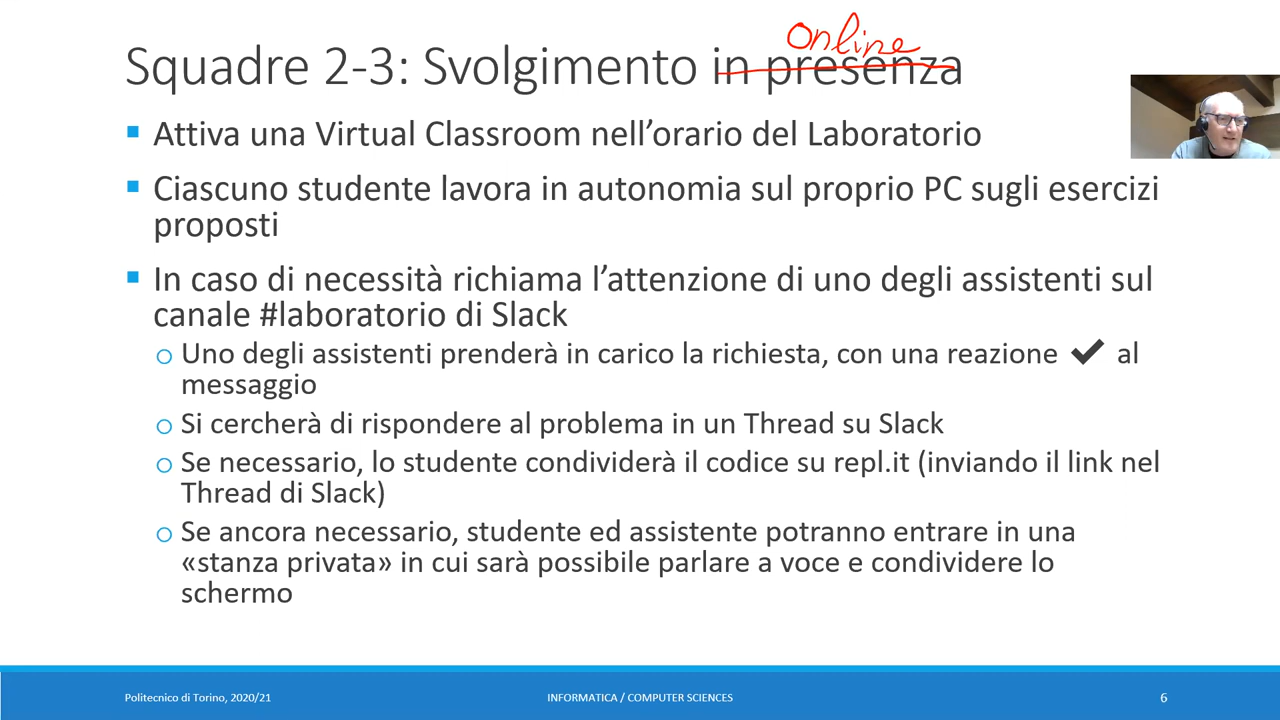 Online
Squadre 2-3: Svolgimento in presenza
Attiva una Virtual Classroom nell’orario del Laboratorio
Ciascuno studente lavora in autonomia sul proprio PC sugli esercizi
proposti
In caso di necessità richiama l’attenzione di uno degli assistenti sul
canale #laboratorio di Slack
Uno degli assistenti prenderà in carico la richiesta, con una reazione ✔ al
messaggio
Si cercherà di rispondere al problema in un Thread su Slack
Se necessario, lo studente condividerà il codice su repl.it (inviando il link nel
Thread di Slack)
Se ancora necessario, studente ed assistente potranno entrare in una
«stanza privata» in cui sarà possibile parlare a voce e condividere lo
schermo
Politecnico di Torino, 2020/21
INFORMATICA / COMPUTER SCIENCES
6